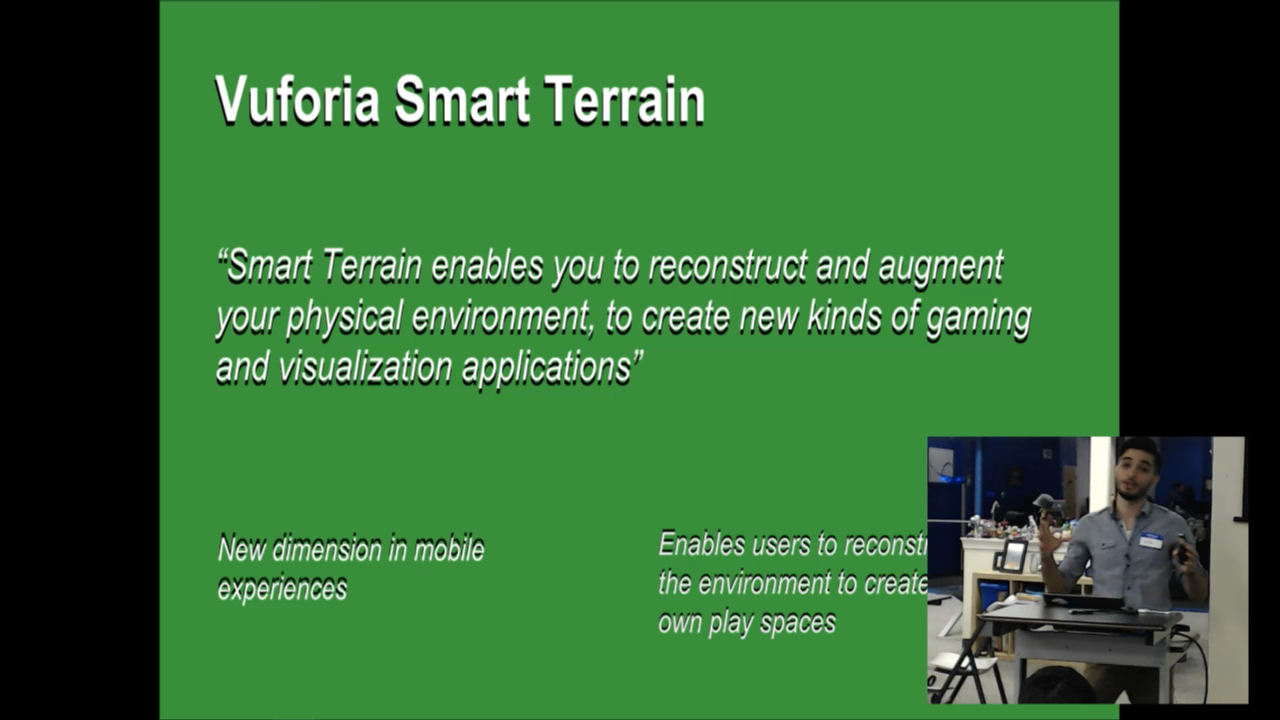 Vuforia Smart Terrain
“Smart Terrain enables you to reconstruct and augment
your physical environment, to create new kinds of gaming
and visualization applications”
New dimension in mobile
experiences
Enables users to
the environment to create
own play spaces